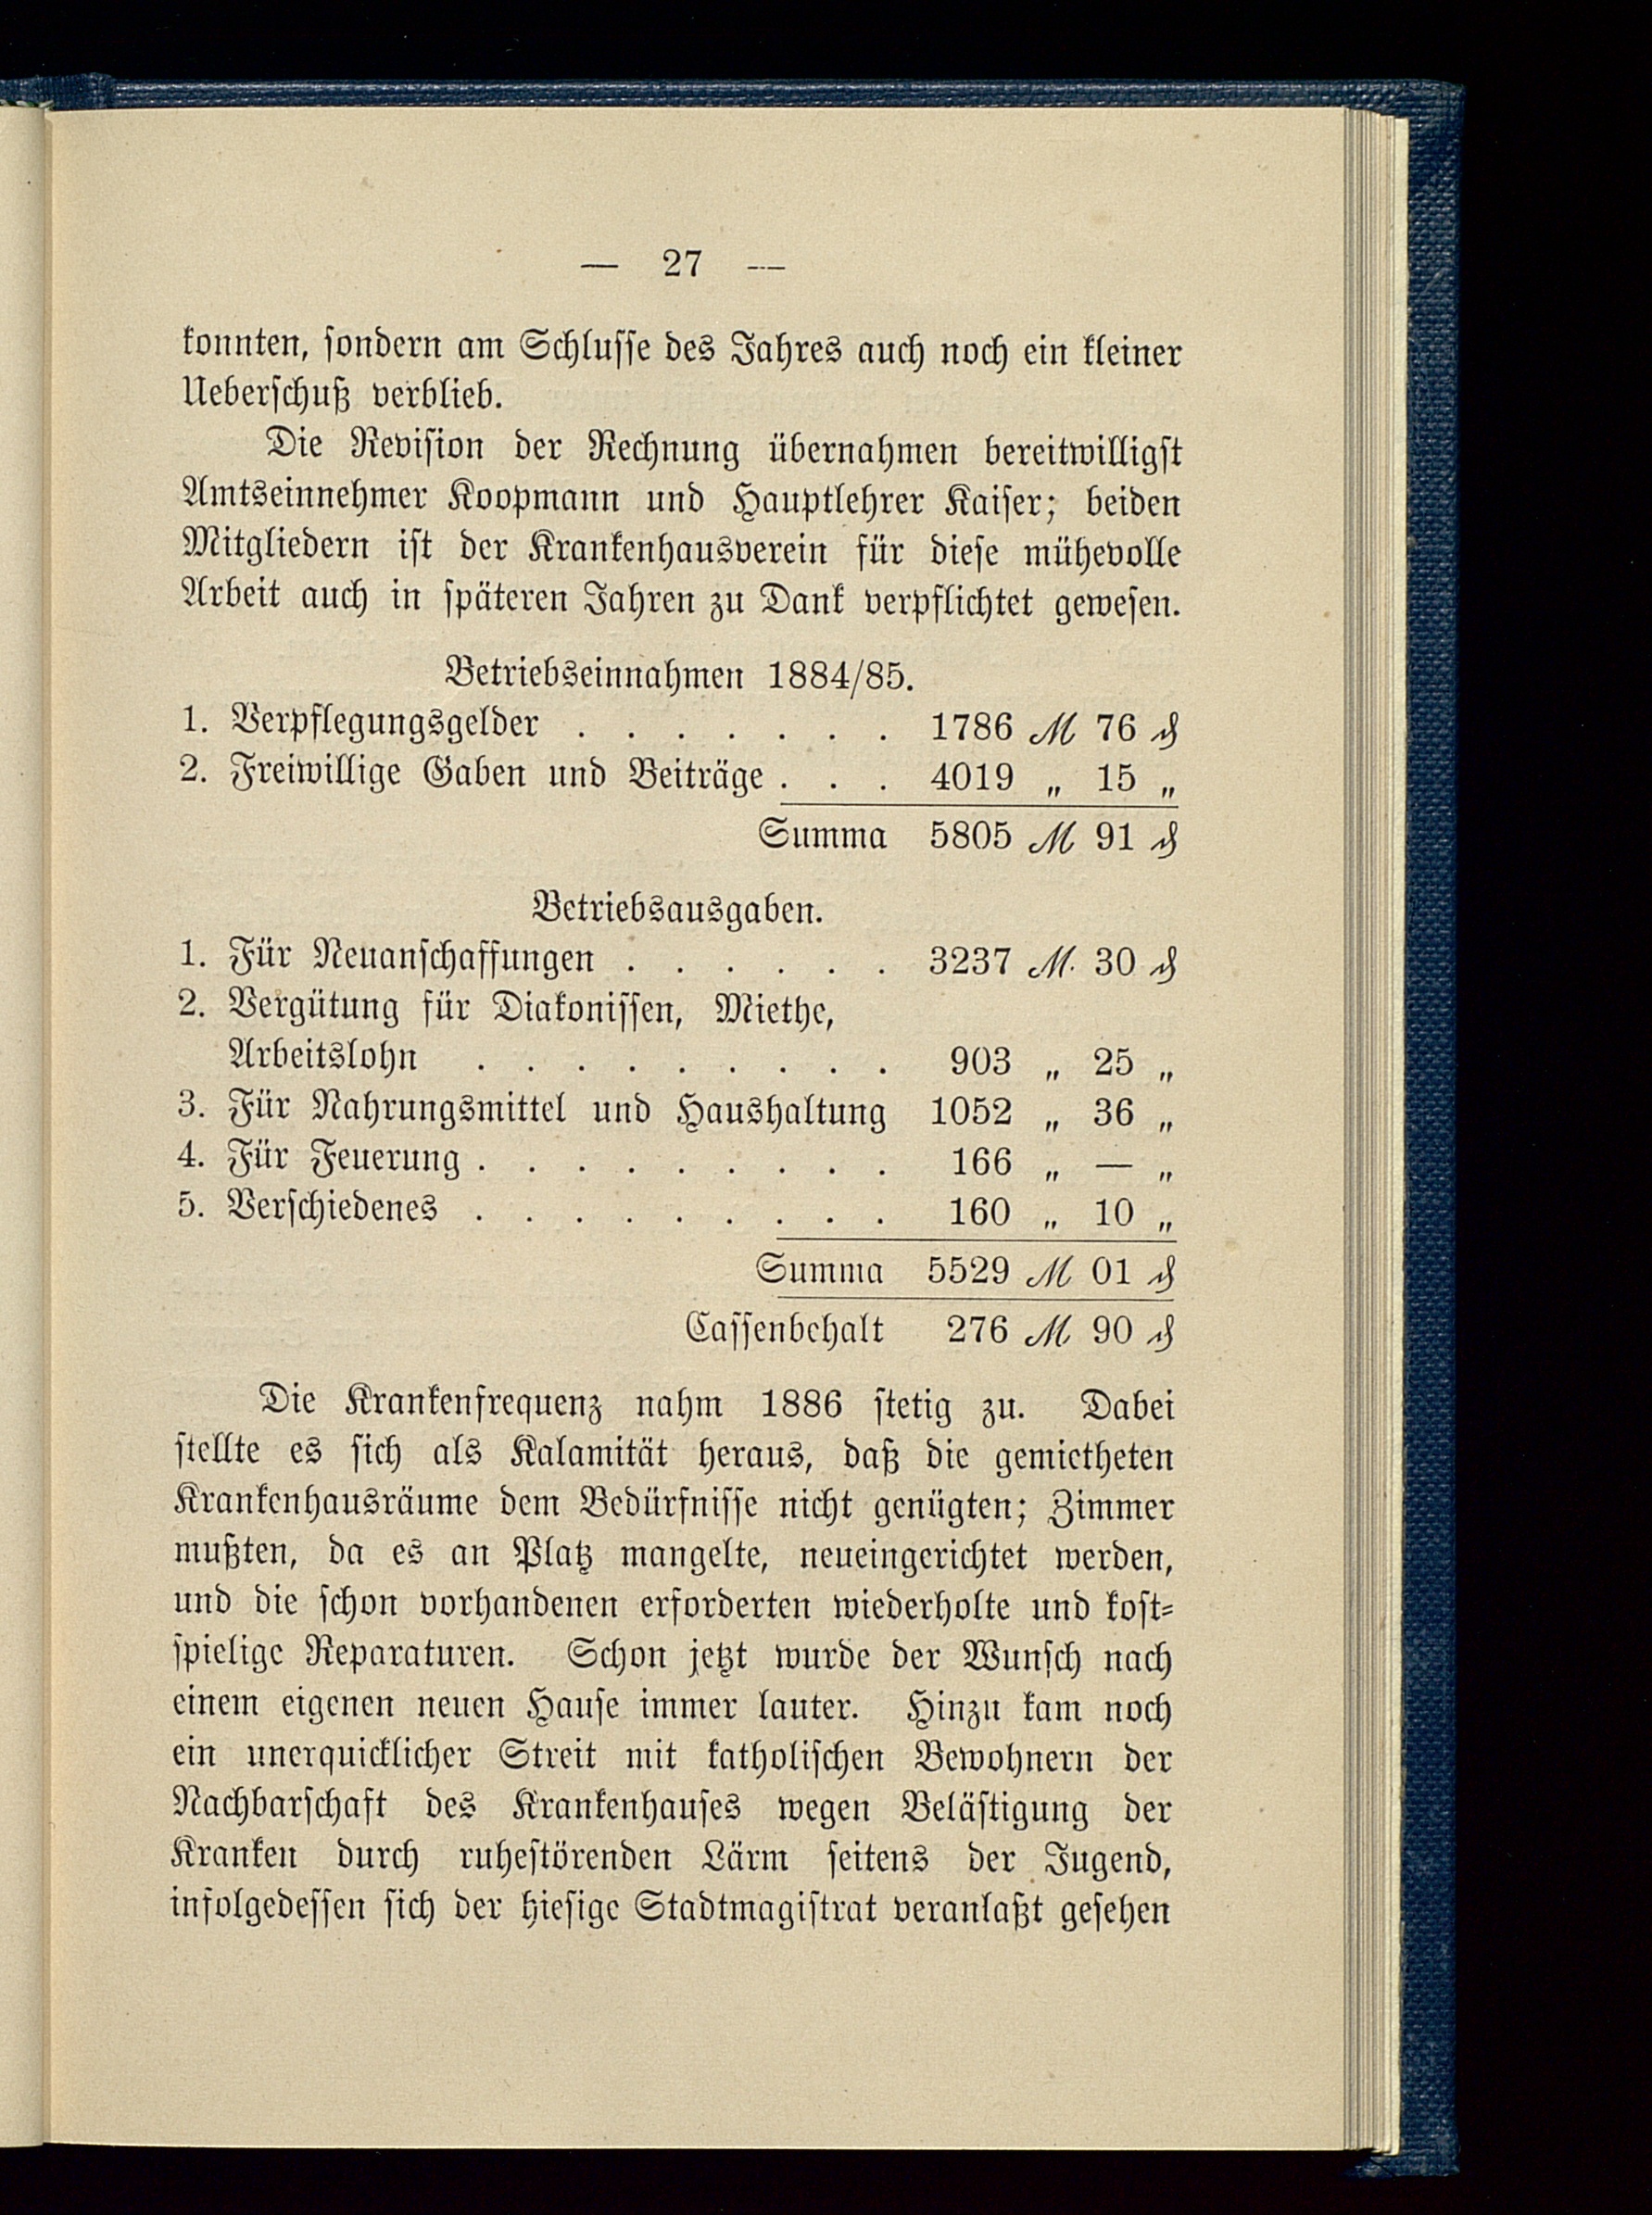 — 27 —
konnten, sondern am Schlusse des Jahres auch noch ein kleiner
Ueberschuß verblieb.
Die Revision der Rechnung übernahmen bereitwilligst
Amtseinnehmer Koopmann und Hauptlehrer Kaiser; beiden
Mitgliedern ist der Krankenhausverein für diese mühevolle
Arbeit auch in späteren Jahren zu Dank verpflichtet gewesen.
Betriebseinnahmen 1884/85.
1. Verpflegungsgelder . . . . . . . 1786 ℳ 76 ₰
2. Freiwillige Gaben und Beiträge . . . 4019 „ 15 „
Summa 5805 ℳ 91 ₰
Betriebsausgaben.
1. Für Neuanschaffungen . . . . . . 3237 ℳ. 30 ₰
2. Vergütung für Diakonissen, Miethe,
Arbeitslohn . . . . . . . . . 903 „ 25 „
3. Für Nahrungsmittel und Haushaltung 1052 „ 36 „
4. Für Feuerung . . . . . . . . . 166 „ — „
5. Verschiedenes . . . . . . . . . 160 „ 10 „
Summa 5529 ℳ 01 ₰
Cassenbehalt 276 ℳ 90 ₰
Die Krankenfrequenz nahm 1886 stetig zu. Dabei
stellte es sich als Kalamität heraus, daß die gemietheten
Krankenhausräume dem Bedürfnisse nicht genügten; Zimmer
mußten, da es an Platz mangelte, neueingerichtet werden,
und die schon vorhandenen erforderten wiederholte und kost-
spielige Reparaturen. Schon jetzt wurde der Wunsch nach
einem eigenen neuen Hause immer lauter. Hinzu kam noch
ein unerquicklicher Streit mit katholischen Bewohnern der
Nachbarschaft des Krankenhauses wegen Belästigung der
Kranken durch ruhestörenden Lärm seitens der Jugend,
infolgedessen sich der hiesige Stadtmagistrat veranlaßt gesehen